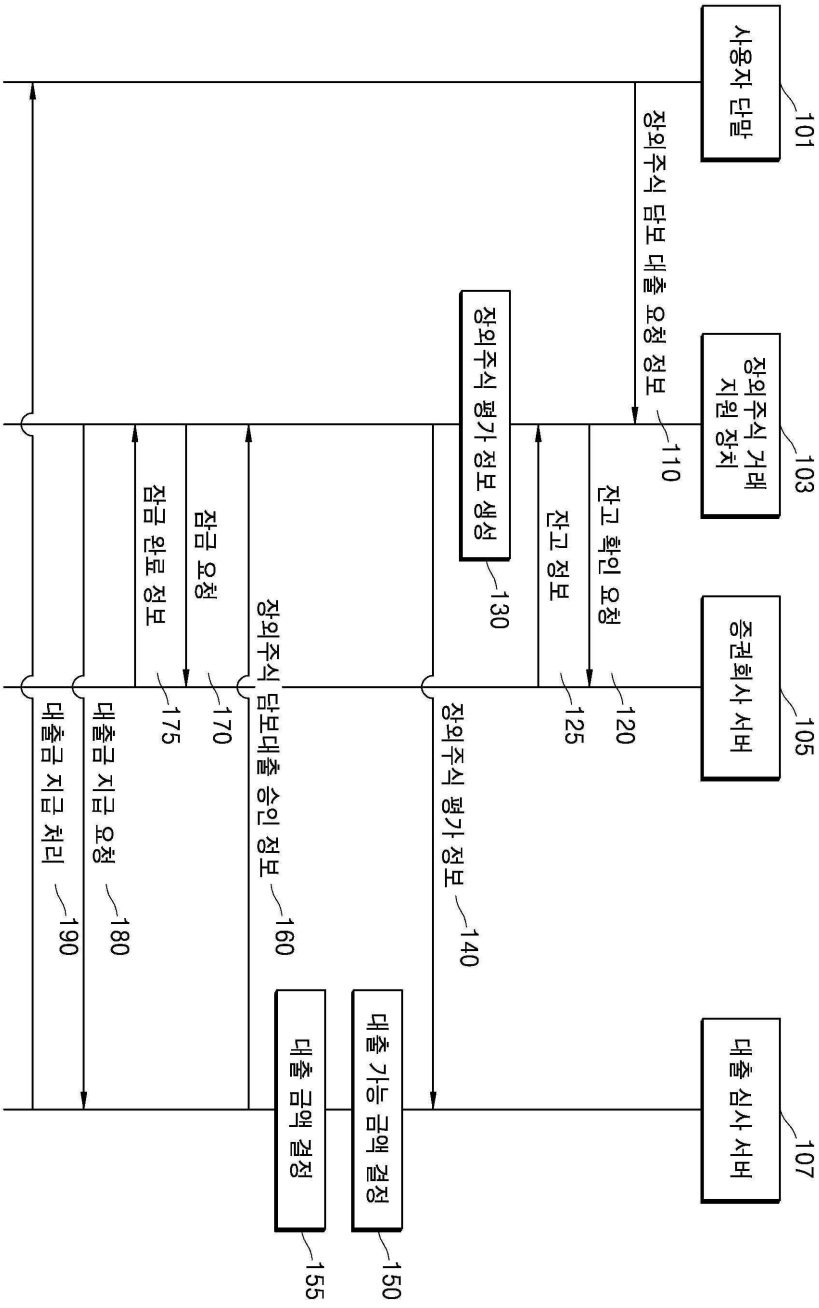 사용자 단말
101
장외주식 거래
지원 장치
103
증권회사 서버
105
대출 심사 서버
107
장외주식 담보 대출 요청 정보
110
잔고 확인 요청
120
잔고 정보
125
장외주식 평가 정보 생성
130
장외주식 평가 정보
140
대출 가능 금액 결정
150
대출 금액 결정
155
장외주식 담보대출 승인 정보
160
잠금 요청
170
잠금 완료 정보
175
대출금 지급 요청
180
대출금 지급 처리
190